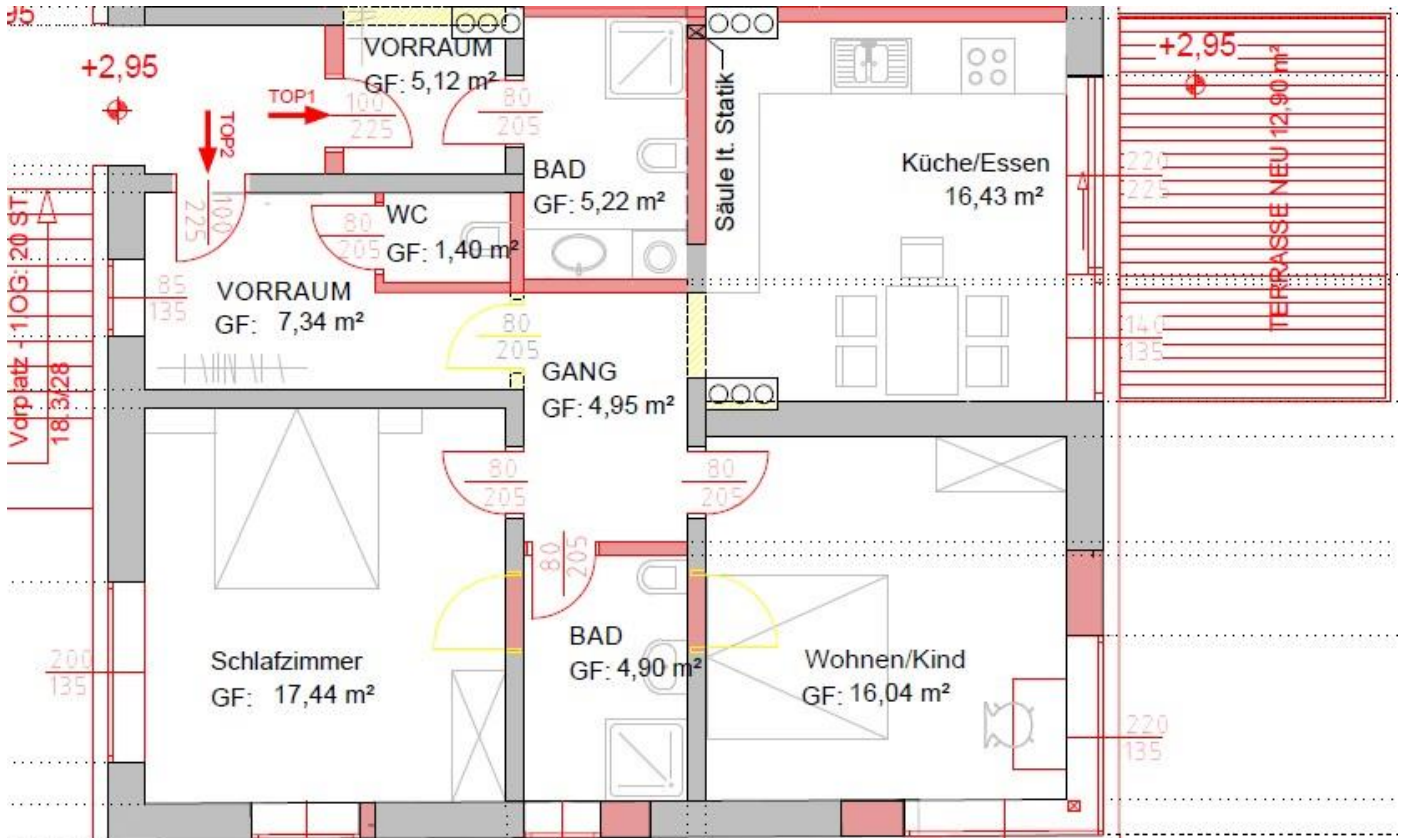 95
+2,95
TOP1
TOP2
VORRAUM
GF: 5,12 m²
100
225
80
205
BAD
GF: 5,22 m²
Säule lt. Statik
Küche/Essen
16,43 m²
+2,95
TERRASSE NEU 12,90 m²
220
225
100
225
80
205
WC
GF: 1,40 m²
85
135
VORRAUM
GF: 7,34 m²
80
205
GANG
GF: 4,95 m²
140
135
Vorplatz - 1.OG: 20 ST
18.3/28
80
205
80
205
80
205
Schlafzimmer
GF: 17,44 m²
200
135
BAD
GF: 4,90 m²
Wohnen/Kind
GF: 16,04 m²
220
135